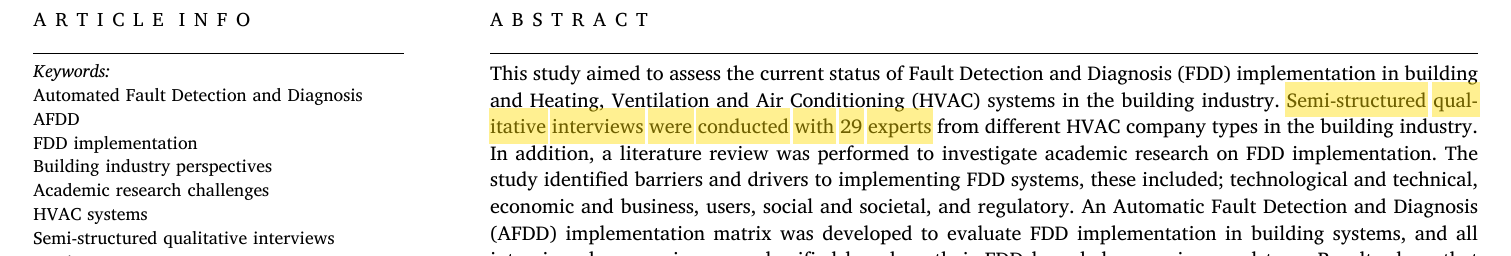 ARTICLE INFO
Keywords:
Automated Fault Detection and Diagnosis
AFDD
FDD implementation
Building industry perspectives
Academic research challenges
HVAC systems
Semi-structured qualitative interviews
ABSTRACT
This study aimed to assess the current status of Fault Detection and Diagnosis (FDD) implementation in building
and Heating, Ventilation and Air Conditioning (HVAC) systems in the building industry. Semi-structured qual-
itative interviews were conducted with 29 experts from different HVAC company types in the building industry.
In addition, a literature review was performed to investigate academic research on FDD implementation. The
study identified barriers and drivers to implementing FDD systems, these included; technological and technical,
economic and business, users, social and societal, and regulatory. An Automatic Fault Detection and Diagnosis
(AFDD) implementation matrix was developed to evaluate FDD implementation in building systems, and all